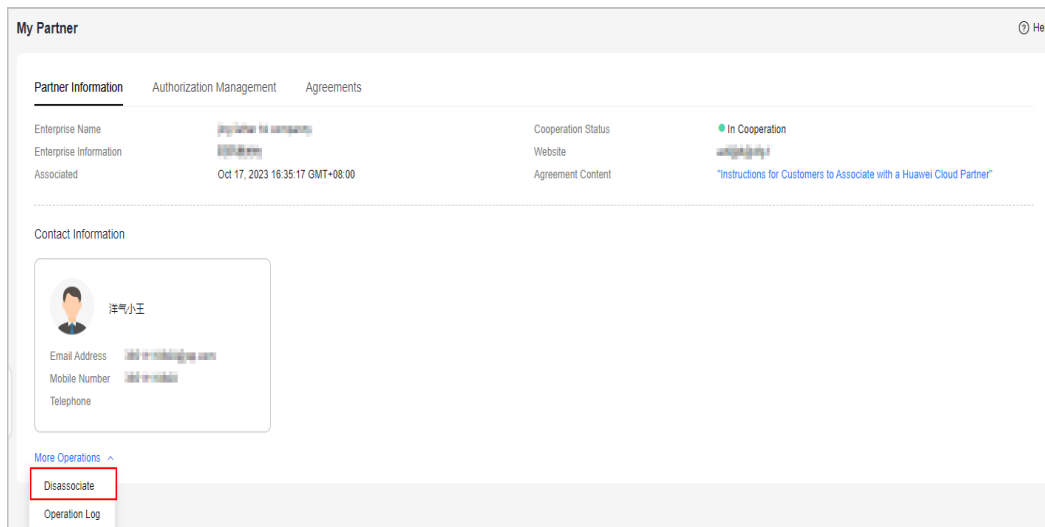 My Partner
He
Partner Information Authorization Management Agreements
Enterprise Name Cooperation Status In Cooperation
Enterprise Information Website
Associated Oct 17, 2023 16:35:17 GMT+08:00 Agreement Content "Instructions for Customers to Associate with a Huawei Cloud Partner"
Contact Information
洋气小王
Email Address
Mobile Number
Telephone
More Operations
Disassociate
Operation Log